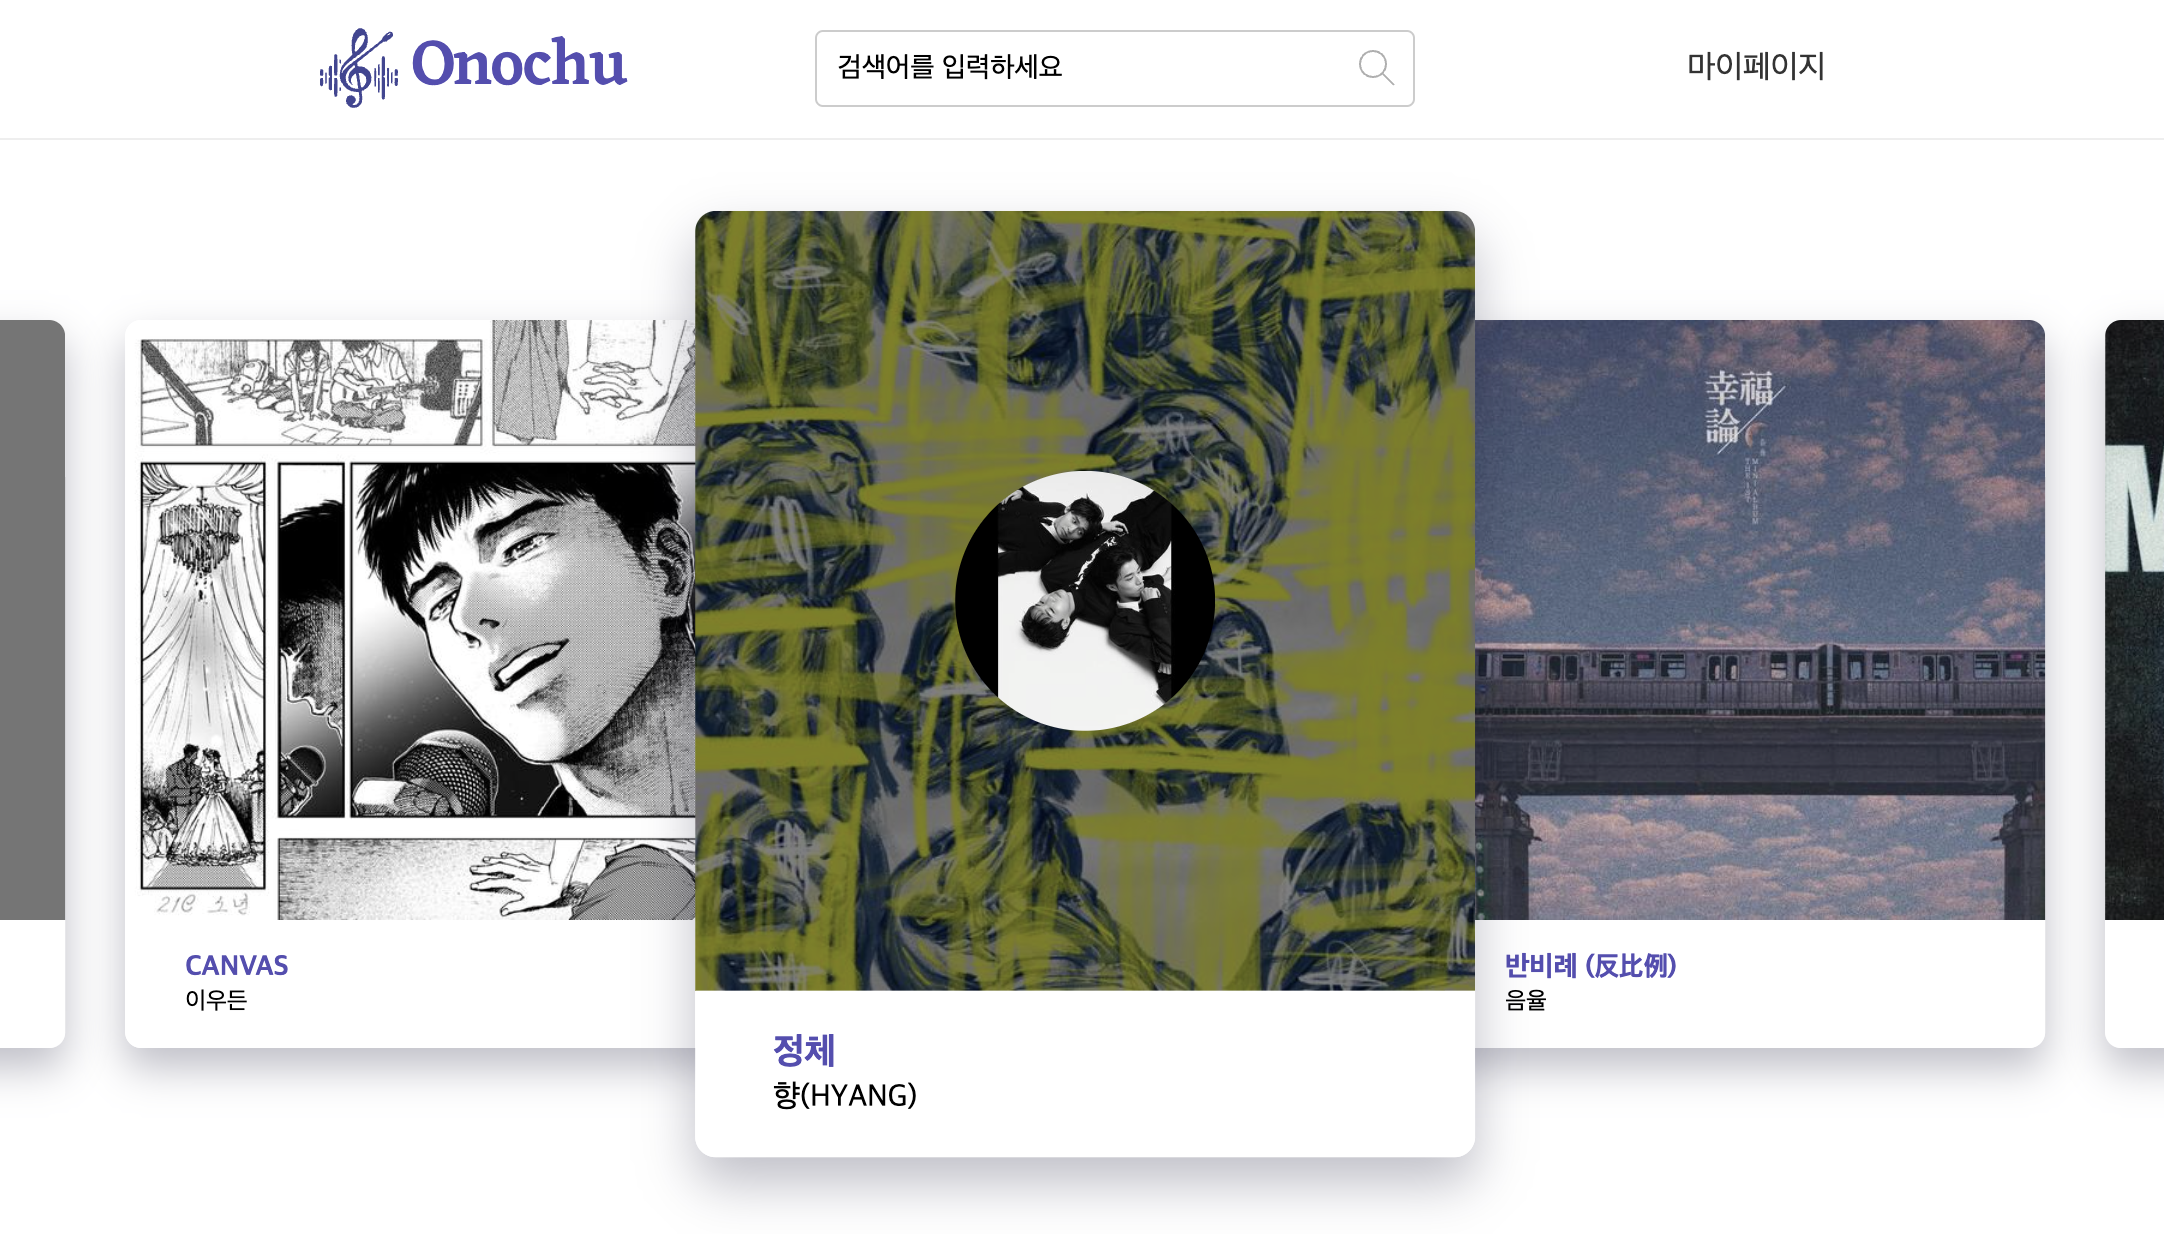 Onochu
검색어를 입력하세요
마이페이지
幸福
論
21C 소년
M
CANVAS
이우든
정체
향(HYANG)
반비례 (反比例)
음율